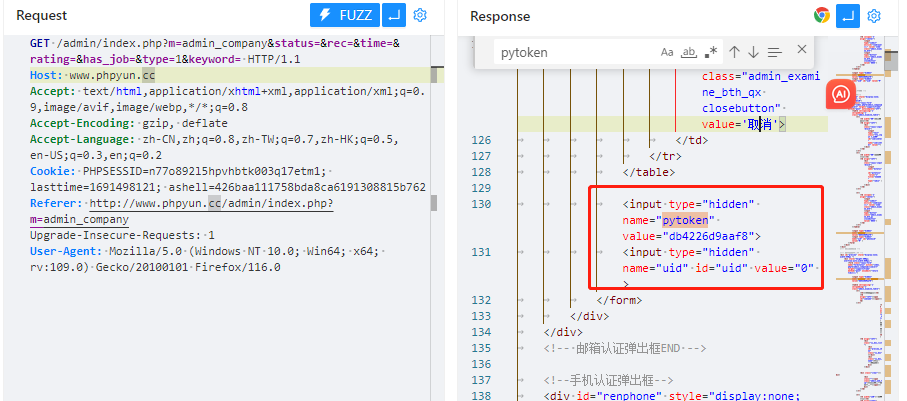 Request
FUZZ
GET /admin/index.php?m=admin_company&status=&rec=&time=&
rating=&has_job=&type=1&keyword= HTTP/1.1
Host: www.phpyun.cc
Accept: text/html,application/xhtml+xml,application/xml;q=0.
9,image/avif,image/webp,*/*;q=0.8
Accept-Encoding: gzip, deflate
Accept-Language: zh-CN,zh;q=0.8,zh-TW;q=0.7,zh-HK;q=0.5,
en-US;q=0.3,en;q=0.2
Cookie: PHPSESSID=n77o89215hpvhbtk003q17etm1;
lasttime=1691498121; ashell=426baa111758bda8ca6191308815b762
Referer: http://www.phpyun.cc/admin/index.php?
m=admin_company
Upgrade-Insecure-Requests: 1
User-Agent: Mozilla/5.0 (Windows NT 10.0; Win64; x64;
rv:109.0) Gecko/20100101 Firefox/116.0
Response
pytoken
Aa ab .*
AI
class="admin_exami
ne_bth_qx
closebutton"
value='取消'>
126 </td>
127 </tr>
128 </table>
129
130 <input type="hidden"
name="pytoken"
value="db4226d9aaf8">
131 <input type="hidden"
name="uid" id="uid" value="0"
>
132 </form>
133 </div>
134 </div>
135 <!-- 邮箱认证弹出框END -->
136
137 <!--手机认证弹出框-->
138 <div id="renphone" style="display:none;